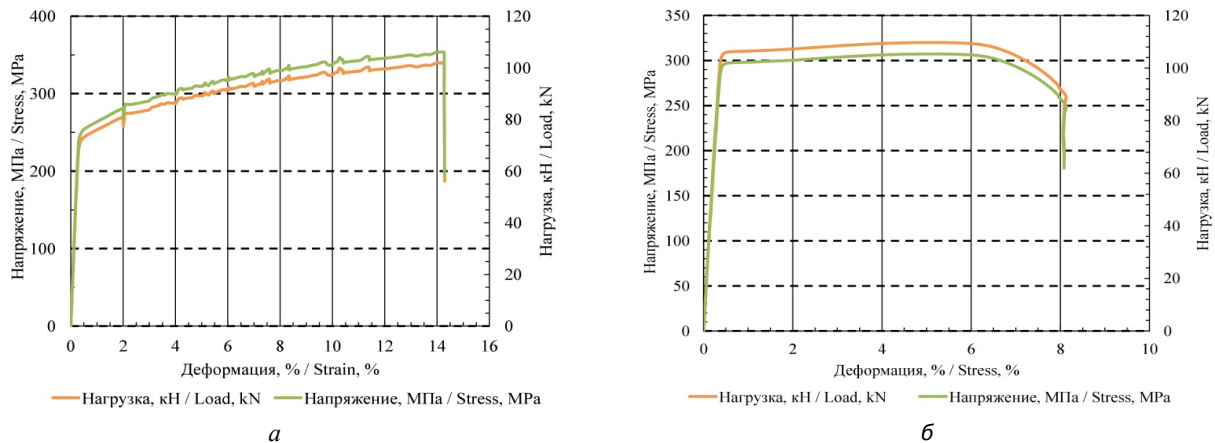 Напряжение, МПа / Stress, MPa
400
300
200
100
0
120
100
80
60
40
20
0
Нагрузка, кН / Load, kN
0 2 4 6 8 10 12 14 16
Деформация, % / Strain, %
Нагрузка, кН / Load, kN Напряжение, МПа / Stress, MPa
а
Напряжение, МПа / Stress, MPa
350
300
250
200
150
100
50
0
120
100
80
60
40
20
0
Нагрузка, кН / Load, kN
0 2 4 6 8 10
Деформация, % / Stress, %
Нагрузка, кН / Load, kN Напряжение, МПа / Stress, MPa
б